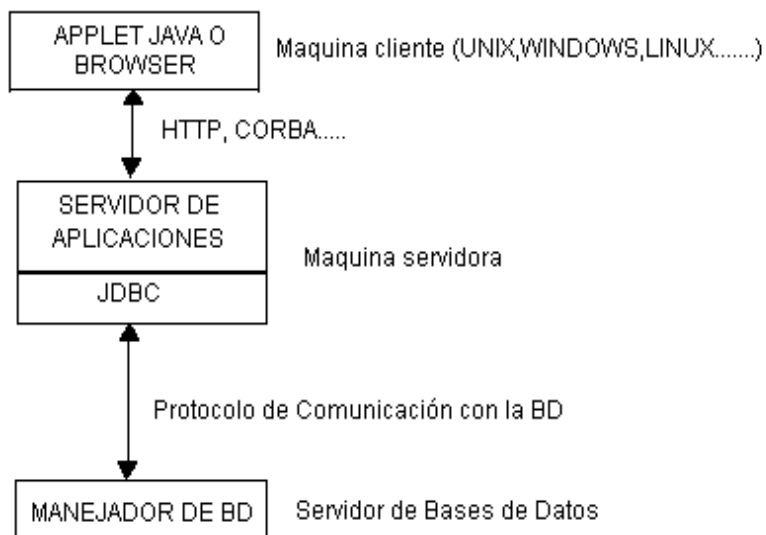 APPLET JAVA O
BROWSER
Maquina cliente (UNIX,WINDOWS,LINUX.......)
HTTP, CORBA.....
SERVIDOR DE
APLICACIONES
Maquina servidora
JDBC
Protocolo de Comunicación con la BD
MANEJADOR DE BD
Servidor de Bases de Datos